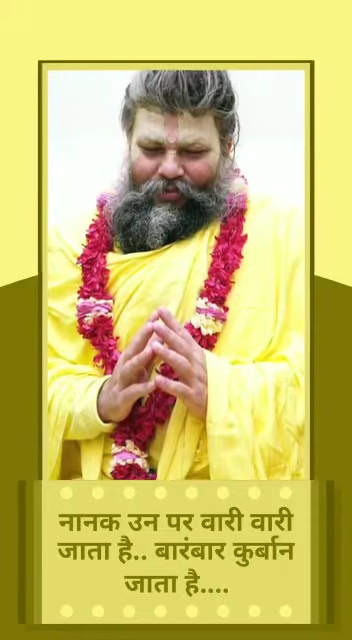 नानक उन पर वारी वारी
जाता है.. बारंबार कुर्बान
जाता है....